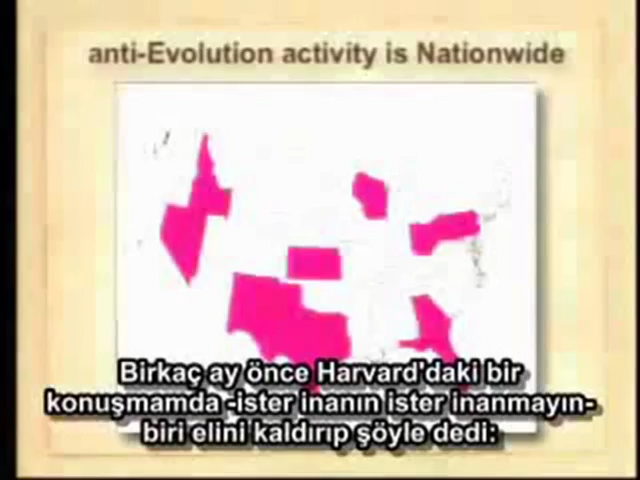 anti-Evolution activity is Nationwide
Birkaç ay önce Harvard'daki bir
konuşmamda -ister inanın ister inanmayın-
biri elini kaldırıp şöyle dedi: